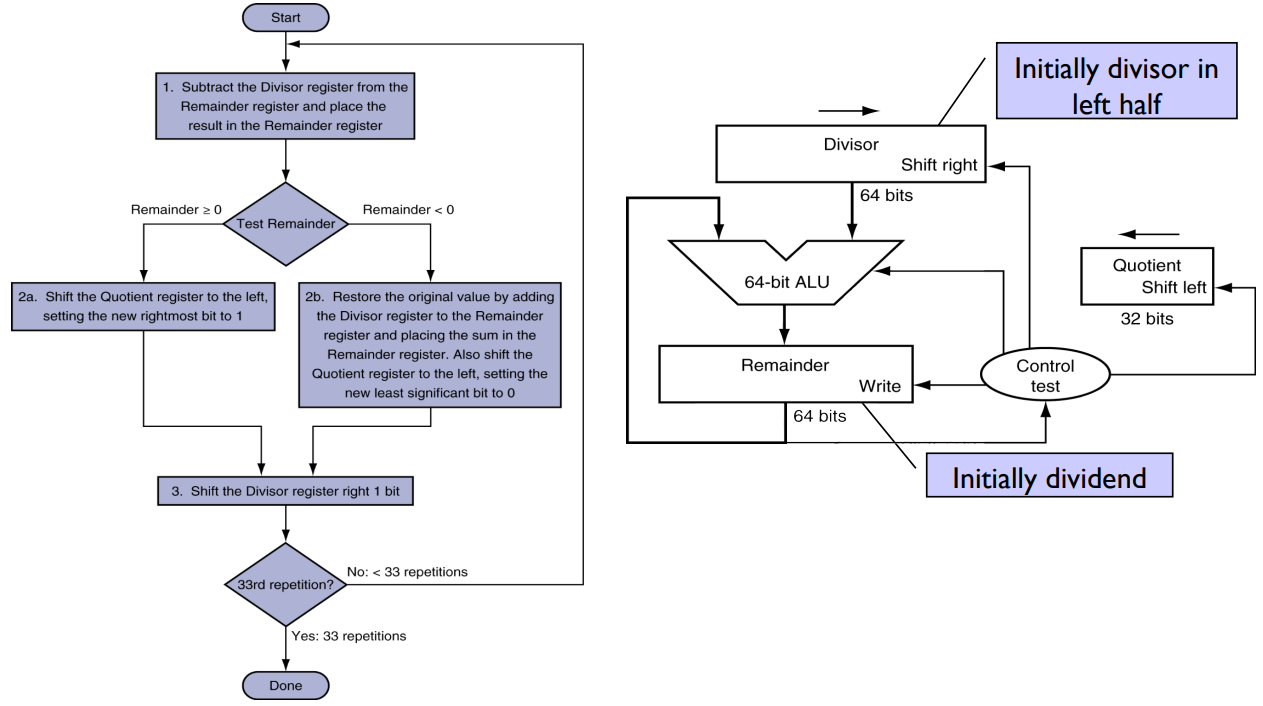 Start
1. Subtract the Divisor register from the
Remainder register and place the
result in the Remainder register
Remainder ≥ 0
Remainder < 0
Test Remainder
2a. Shift the Quotient register to the left,
setting the new rightmost bit to 1
2b. Restore the original value by adding
the Divisor register to the Remainder
register and placing the sum in the
Remainder register. Also shift the
Quotient register to the left, setting the
new least significant bit to 0
3. Shift the Divisor register right 1 bit
33rd repetition?
No: < 33 repetitions
Yes: 33 repetitions
Done
Initially divisor in
left half
Divisor
Shift right
64 bits
64-bit ALU
Quotient
Shift left
32 bits
Remainder
Write
64 bits
Control
test
Initially dividend